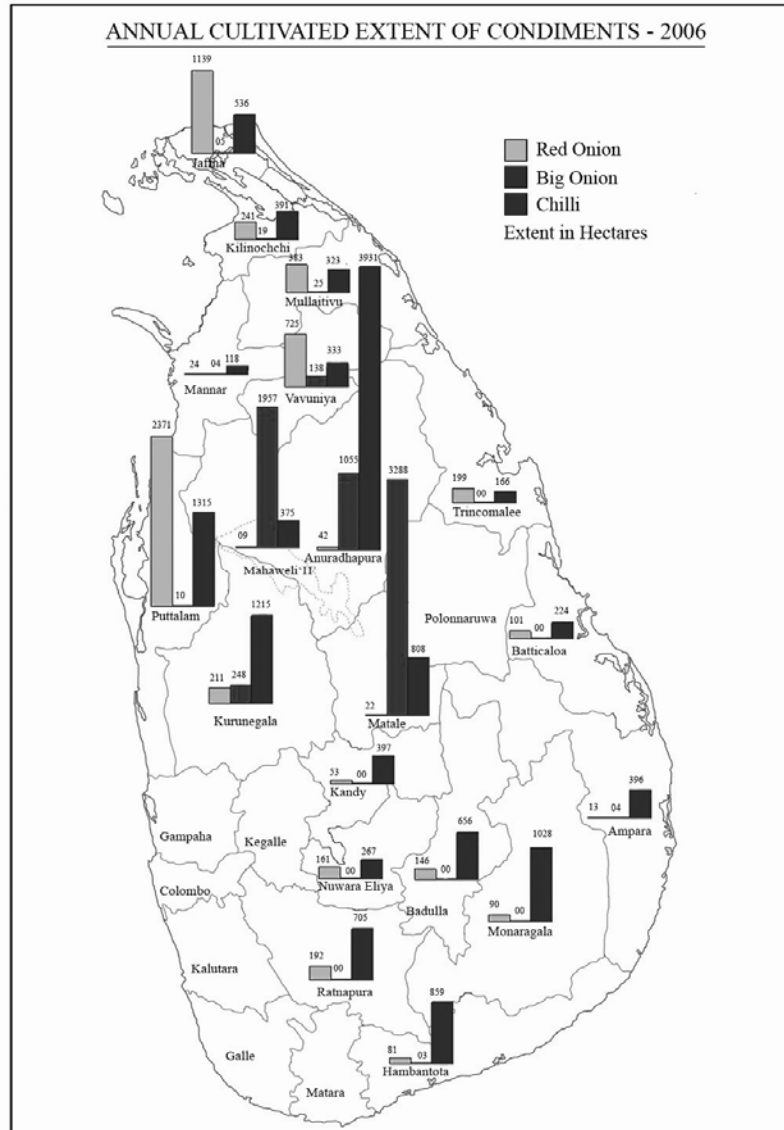 ANNUAL CULTIVATED EXTENT OF CONDIMENTS - 2006
Red Onion
Big Onion
Chilli
Extent in Hectares
1139
05
536
Jaffna
241
19
391
Kilinochchi
383
25
323
Mullaitivu
24
04
118
Mannar
725
138
333
Vavuniya
2371
10
1315
Puttalam
09
1957
375
Mahaweli 'H'
42
1055
3931
Anuradhapura
199
00
166
Trincomalee
Polonnaruwa
101
00
224
Batticaloa
211
248
1215
Kurunegala
22
3288
808
Matale
53
00
397
Kandy
13
04
396
Ampara
Gampaha
Kegalle
161
00
267
Nuwara Eliya
146
00
656
Badulla
90
00
1028
Monaragala
Colombo
Kalutara
192
00
705
Ratnapura
Galle
Matara
81
03
859
Hambantota